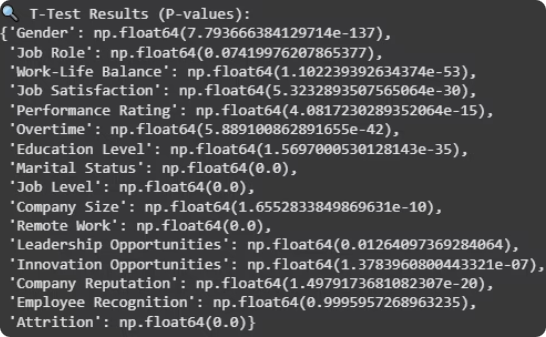 🔍 T-Test Results (P-values):
{'Gender': np.float64(7.793666384129714e-137),
'Job Role': np.float64(0.07419976207865377),
'Work-Life Balance': np.float64(1.102239392634374e-53),
'Job Satisfaction': np.float64(5.3232893507565064e-30),
'Performance Rating': np.float64(4.0817230289352064e-15),
'Overtime': np.float64(5.889100862891655e-42),
'Education Level': np.float64(1.5697000530128143e-35),
'Marital Status': np.float64(0.0),
'Job Level': np.float64(0.0),
'Company Size': np.float64(1.6552833849869631e-10),
'Remote Work': np.float64(0.0),
'Leadership Opportunities': np.float64(0.01264097369284064),
'Innovation Opportunities': np.float64(1.3783960800443321e-07),
'Company Reputation': np.float64(1.4979173681082307e-20),
'Employee Recognition': np.float64(0.9995957268963235),
'Attrition': np.float64(0.0)}